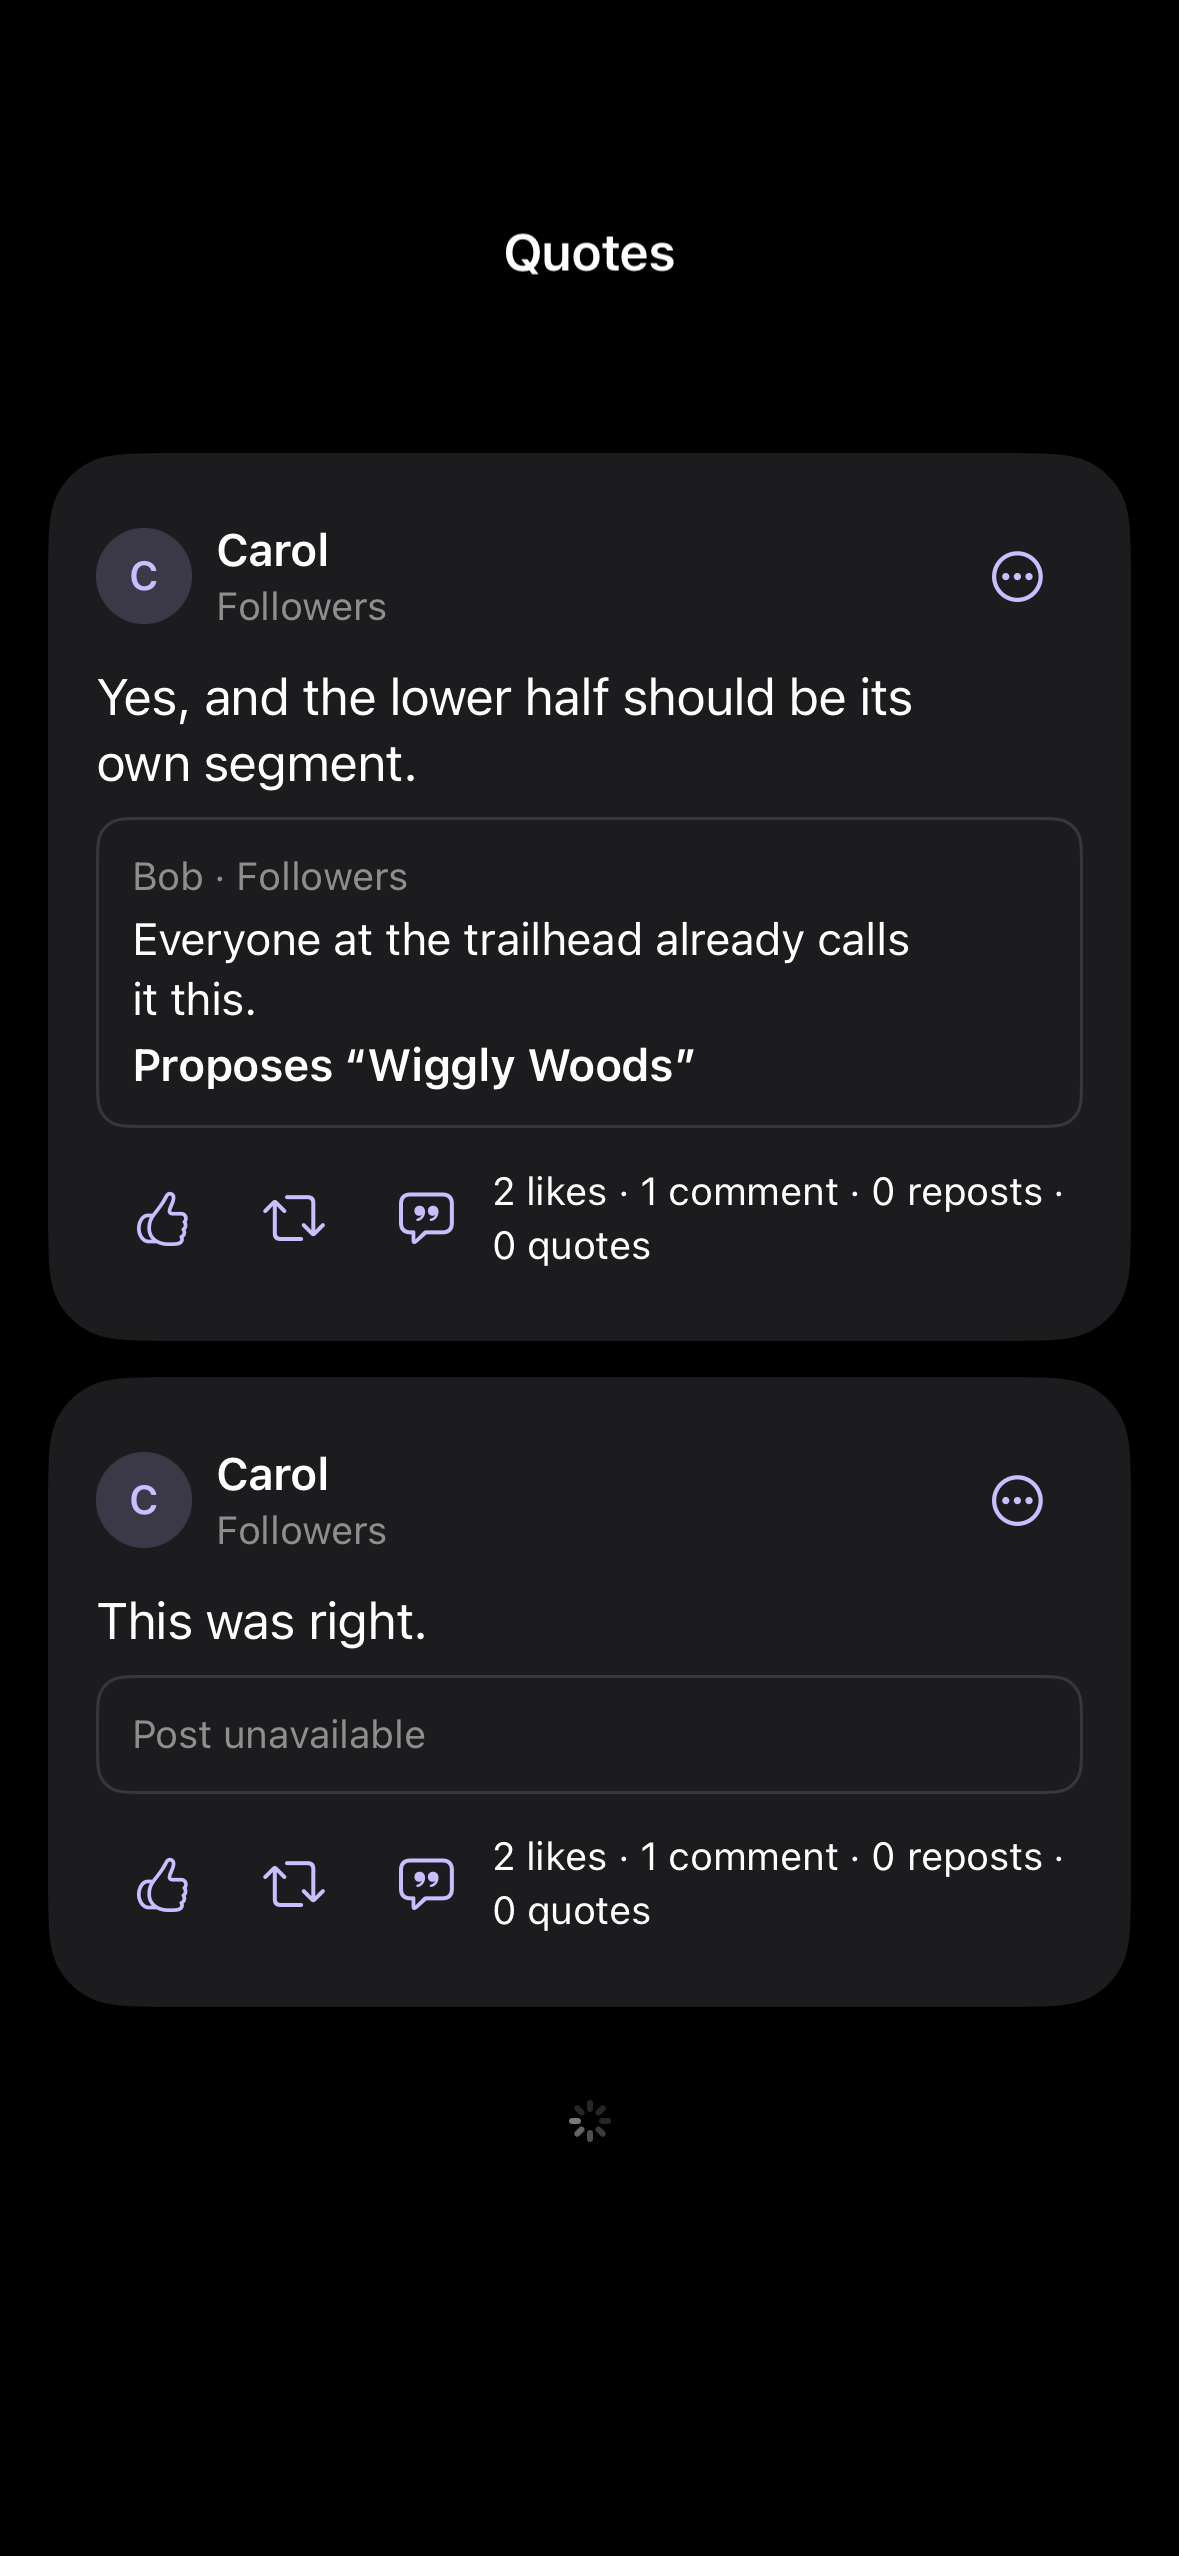 Quotes
C
Carol
Followers
Yes, and the lower half should be its
own segment.
Bob · Followers
Everyone at the trailhead already calls
it this.
Proposes “Wiggly Woods”
2 likes · 1 comment · 0 reposts ·
0 quotes
C
Carol
Followers
This was right.
Post unavailable
2 likes · 1 comment · 0 reposts ·
0 quotes